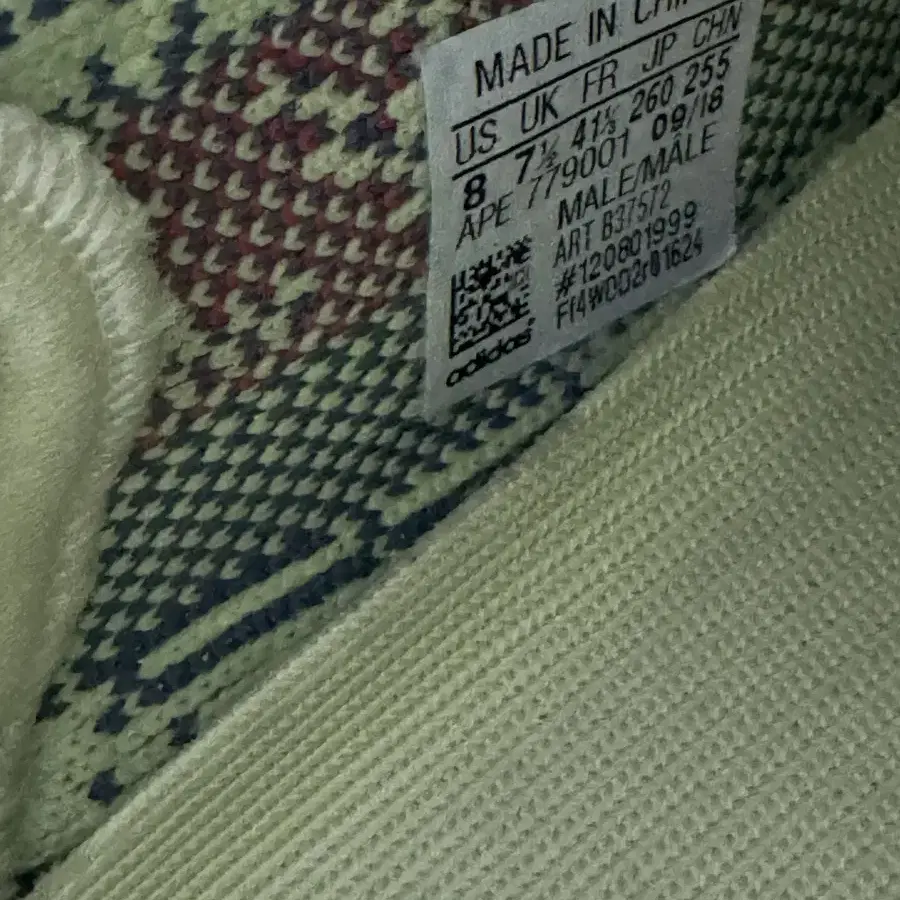 MADE IN
US UK FR JP CHN
8 7½ 41⅓ 260 255
APE 779001 09/18
MALE/MÂLE
ART B37572
#120801999
adidas